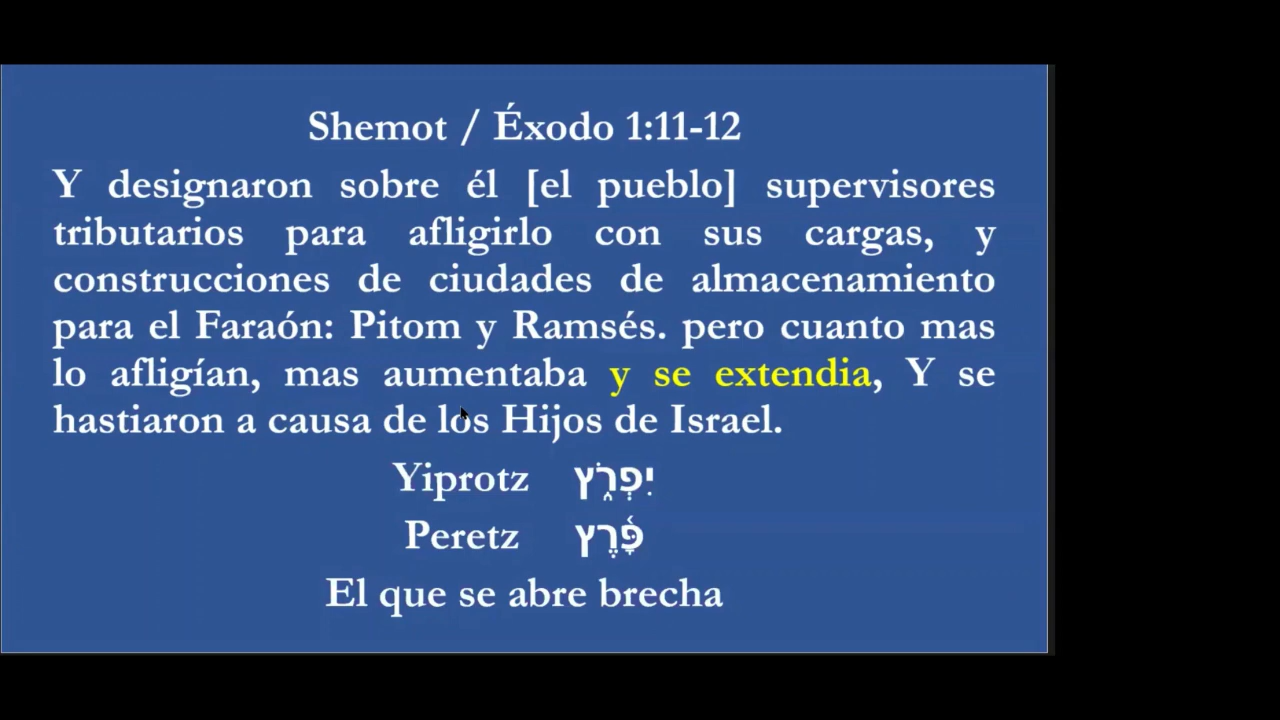 Shemot / Éxodo 1:11-12
Y designaron sobre él [el pueblo] supervisores
tributarios para afligirlo con sus cargas, y
construcciones de ciudades de almacenamiento
para el Faraón: Pitom y Ramsés. pero cuanto mas
lo afligían, mas aumentaba y se extendia, Y se
hastiaron a causa de los Hijos de Israel.
Yiprotz יִפְרֹ֑ץ
Peretz פָּ֫רֶץ
El que se abre brecha